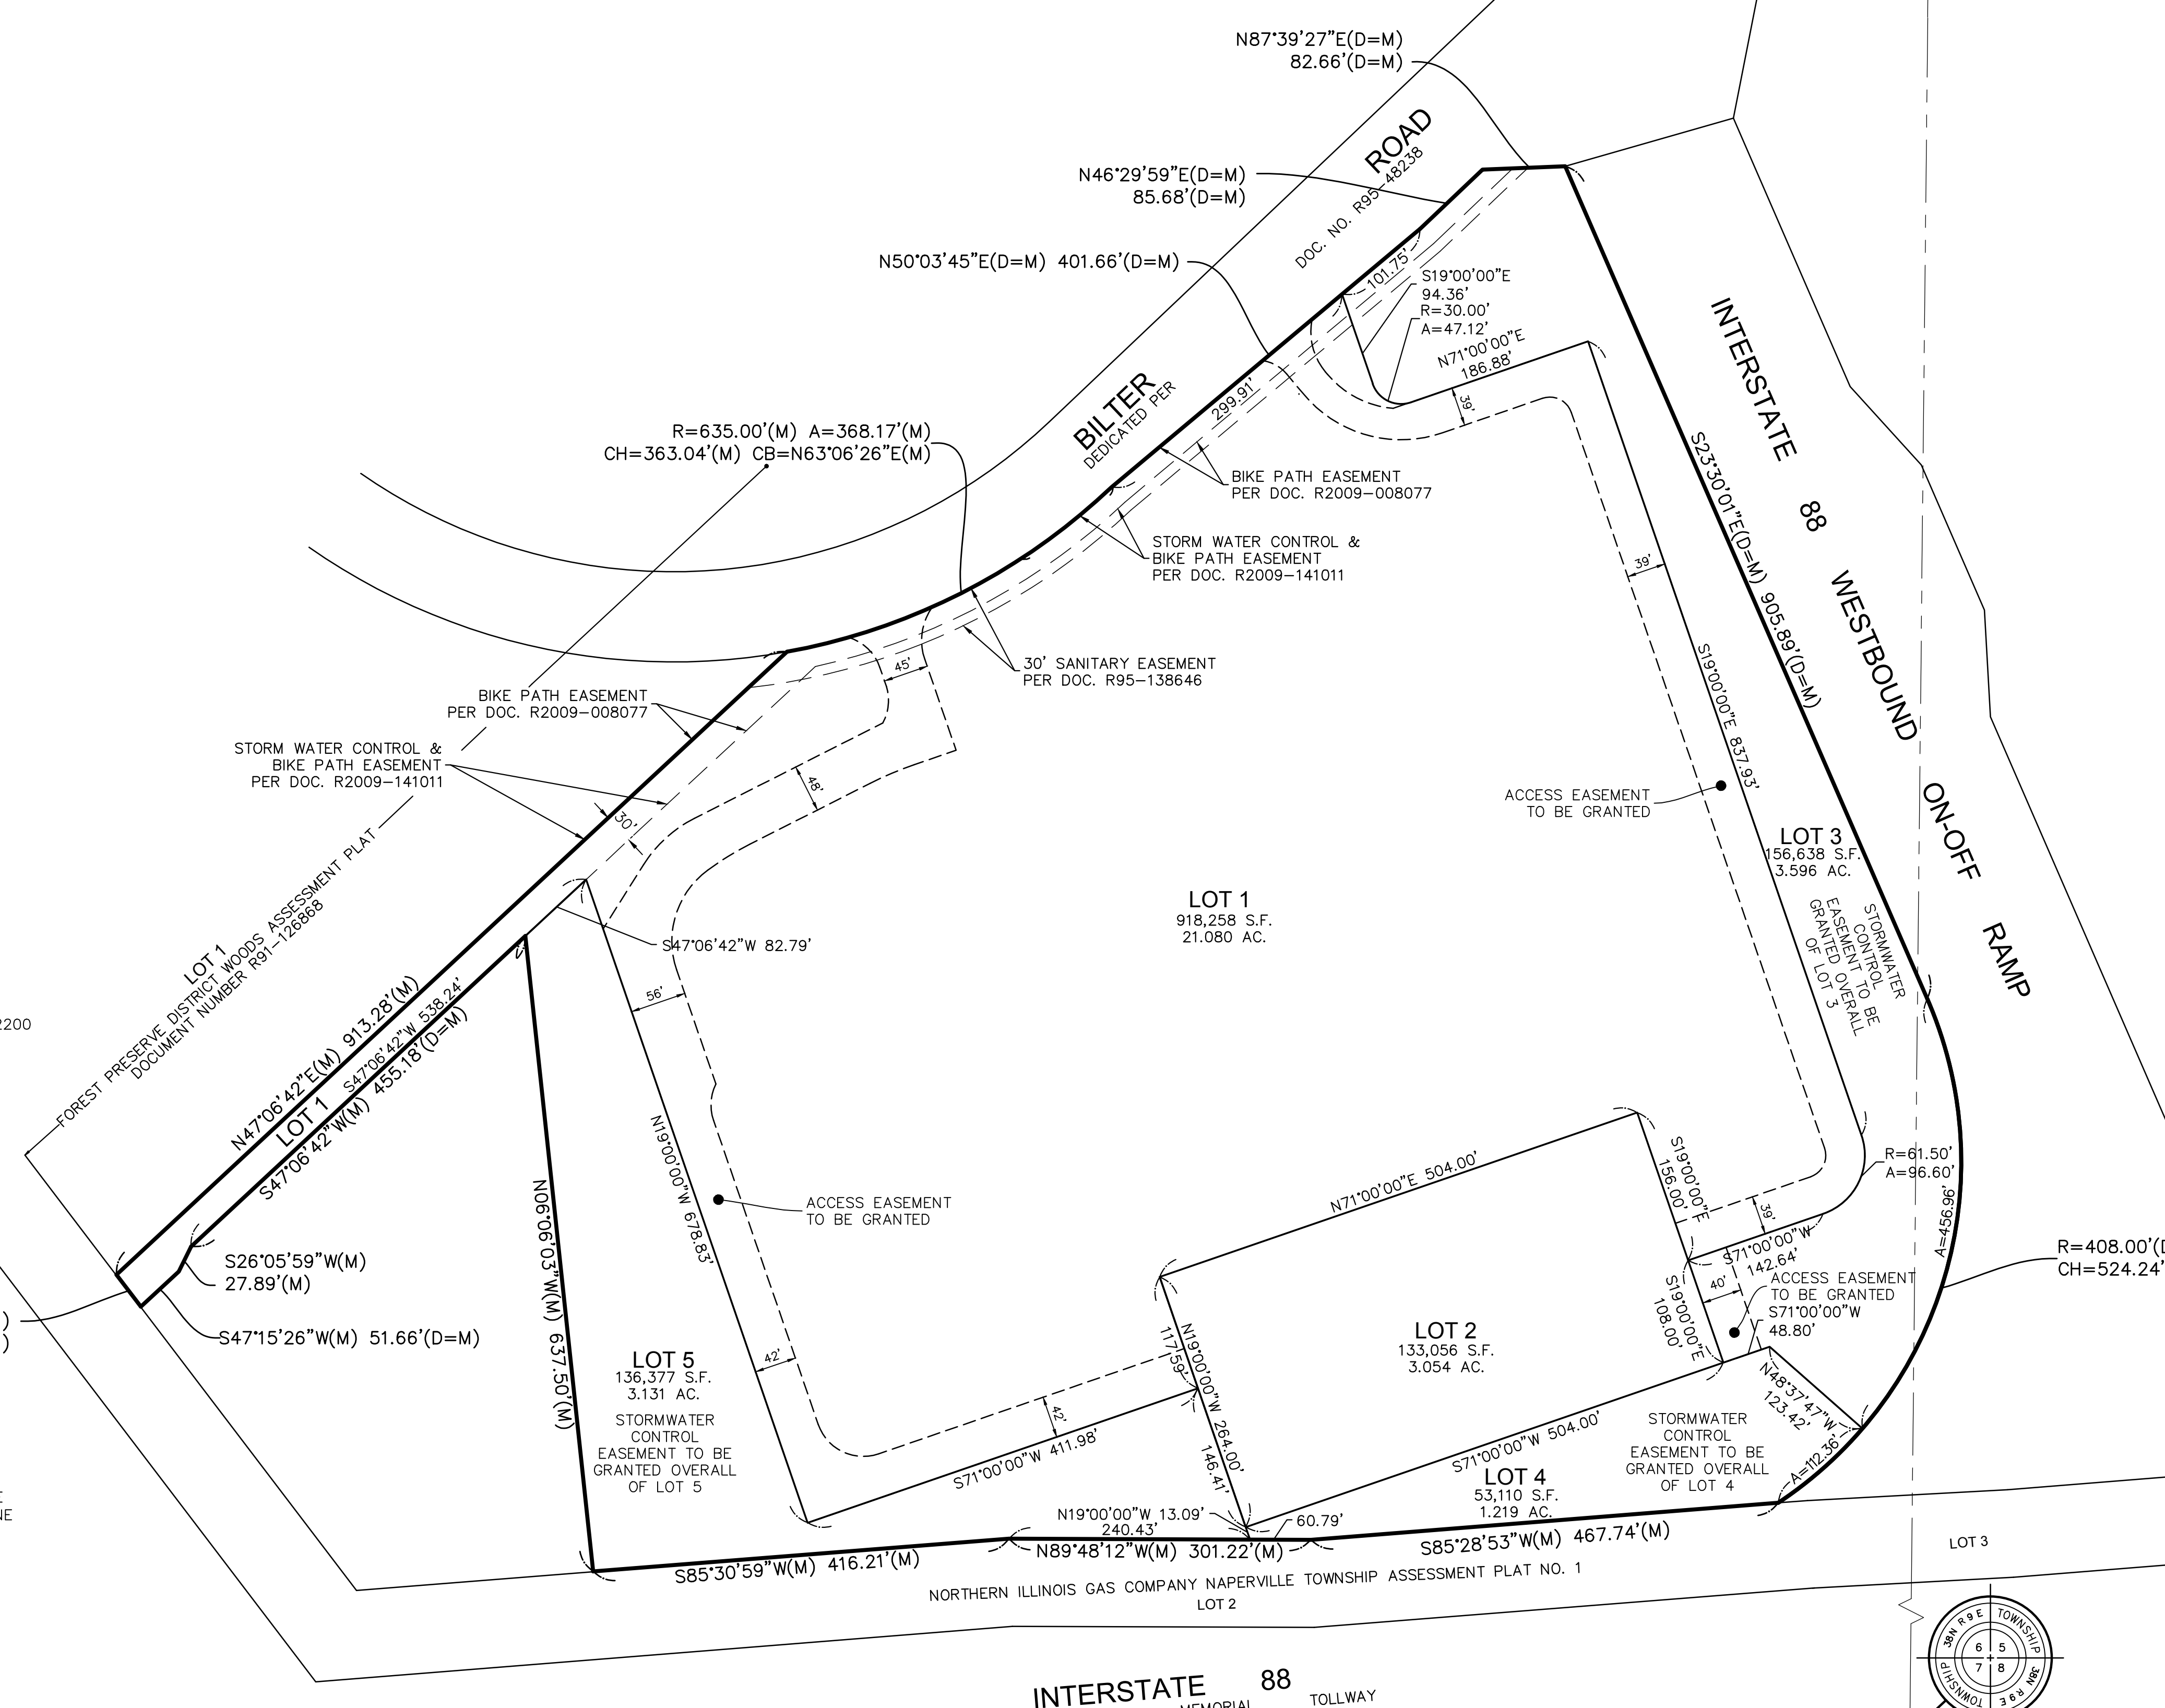 N87°39'27"E(D=M)
82.66'(D=M)
N46°29'59"E(D=M)
85.68'(D=M)
N50°03'45"E(D=M) 401.66'(D=M)
BILTER ROAD
DEDICATED PER DOC. NO. R95-48238
101.75'
S19°00'00"E
94.36'
R=30.00'
A=47.12'
N71°00'00"E
186.88'
39'
299.91'
R=635.00'(M) A=368.17'(M)
CH=363.04'(M) CB=N63°06'26"E(M)
BIKE PATH EASEMENT
PER DOC. R2009-008077
STORM WATER CONTROL &
BIKE PATH EASEMENT
PER DOC. R2009-141011
30' SANITARY EASEMENT
PER DOC. R95-138646
45'
48'
BIKE PATH EASEMENT
PER DOC. R2009-008077
STORM WATER CONTROL &
BIKE PATH EASEMENT
PER DOC. R2009-141011
30'
INTERSTATE 88 WESTBOUND ON-OFF RAMP
S23°30'01"E(D=M) 905.89'(D=M)
39'
S19°00'00"E 837.93'
ACCESS EASEMENT
TO BE GRANTED
LOT 3
156,638 S.F.
3.596 AC.
STORMWATER
CONTROL
EASEMENT TO BE
GRANTED OVERALL
OF LOT 3
LOT 1
918,258 S.F.
21.080 AC.
LOT 1
FOREST PRESERVE DISTRICT WOODS ASSESSMENT PLAT
DOCUMENT NUMBER R91-126868
2200
S47°06'42"W 82.79'
56'
N47°06'42"E(M) 913.28'(M)
LOT 1
S47°06'42"W 538.24'
S47°06'42"W(M) 455.18'(D=M)
S26°05'59"W(M)
27.89'(M)
S47°15'26"W(M) 51.66'(D=M)
)
)
N06°06'03"W(M) 637.50'(M)
N19°00'00"W 678.83'
ACCESS EASEMENT
TO BE GRANTED
42'
LOT 5
136,377 S.F.
3.131 AC.
STORMWATER
CONTROL
EASEMENT TO BE
GRANTED OVERALL
OF LOT 5
42'
S71°00'00"W 411.98'
N71°00'00"E 504.00'
117.59'
N19°00'00"W 264.00'
146.41'
LOT 2
133,056 S.F.
3.054 AC.
S19°00'00"E
156.00'
39'
S71°00'00"W
142.64'
R=61.50'
A=96.60'
A=456.96'
R=408.00'(D
CH=524.24'
40'
S19°00'00"E
108.00'
ACCESS EASEMENT
TO BE GRANTED
S71°00'00"W
48.80'
N48°37'47"W
123.42'
A=112.36'
S71°00'00"W 504.00'
LOT 4
53,110 S.F.
1.219 AC.
STORMWATER
CONTROL
EASEMENT TO BE
GRANTED OVERALL
OF LOT 4
N19°00'00"W 13.09'
240.43'
60.79'
S85°30'59"W(M) 416.21'(M)
N89°48'12"W(M) 301.22'(M)
S85°28'53"W(M) 467.74'(M)
NORTHERN ILLINOIS GAS COMPANY NAPERVILLE TOWNSHIP ASSESSMENT PLAT NO. 1
LOT 2
LOT 3
NE
INTERSTATE 88
MEMORIAL TOLLWAY
TOWNSHIP 38N R9E
TOWNSHIP 38N R9E
6 5
7 8